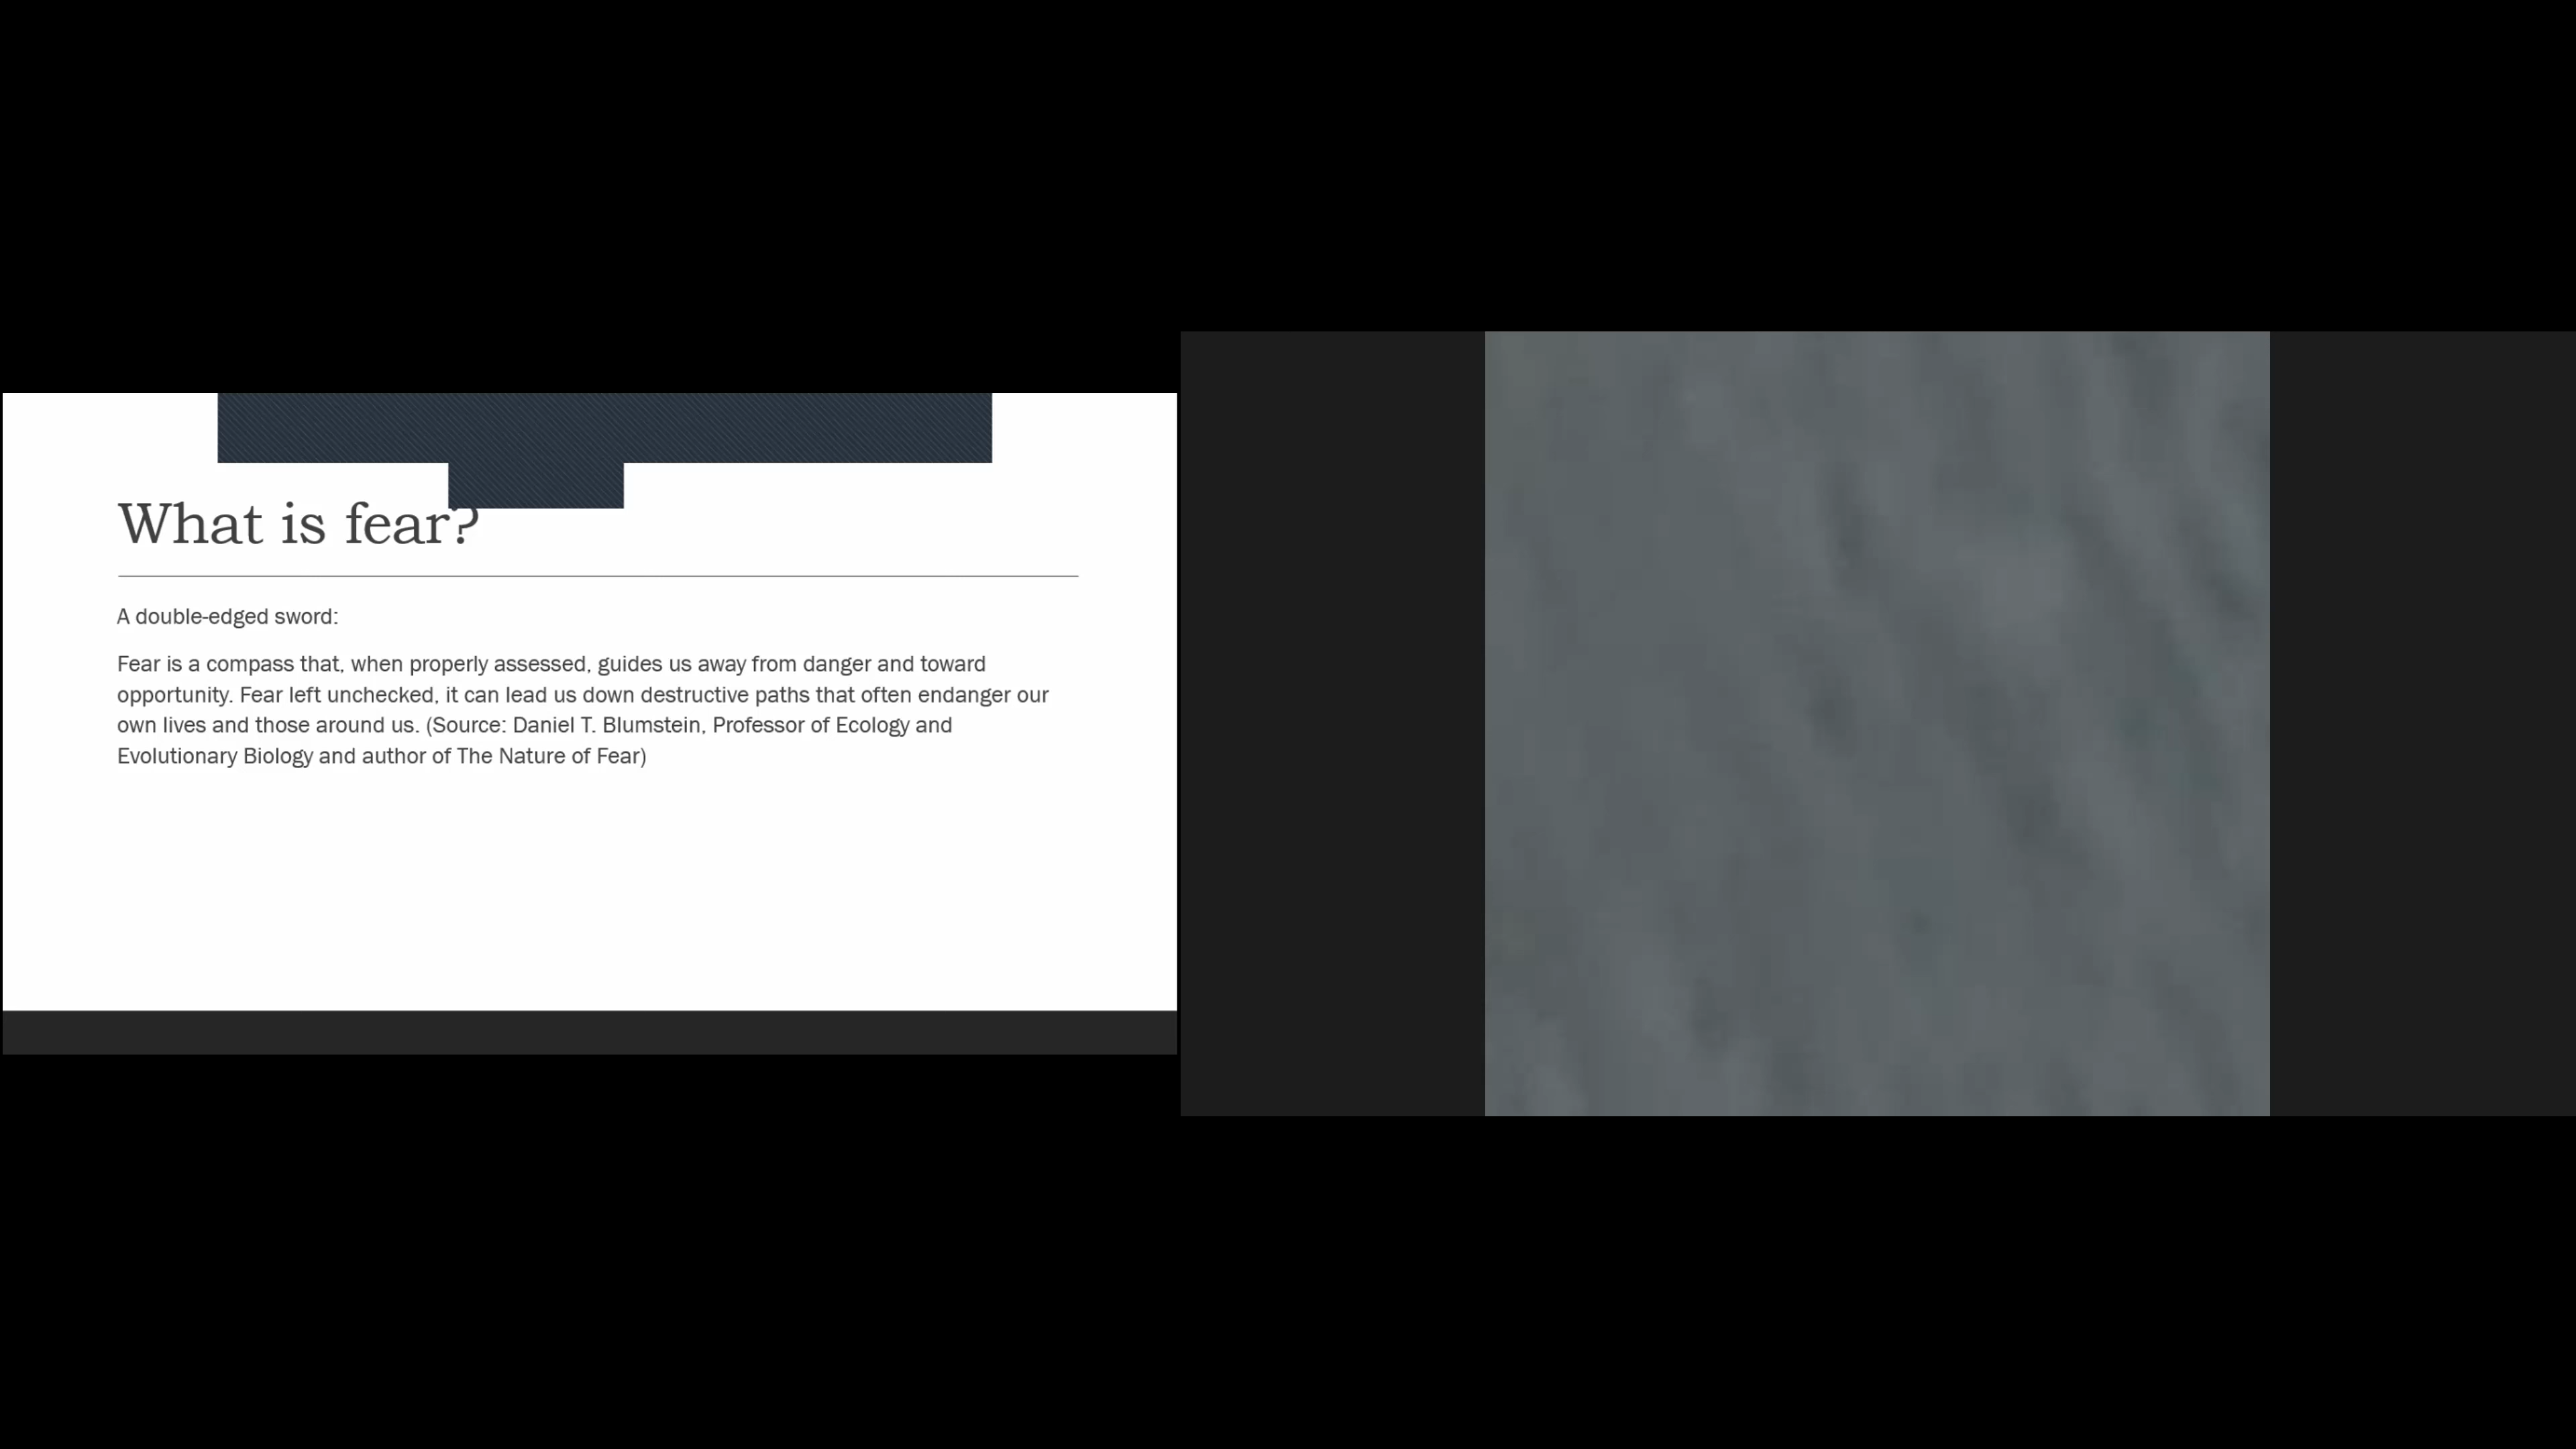 What is fear?
A double-edged sword:
Fear is a compass that, when properly assessed, guides us away from danger and toward
opportunity. Fear left unchecked, it can lead us down destructive paths that often endanger our
own lives and those around us. (Source: Daniel T. Blumstein, Professor of Ecology and
Evolutionary Biology and author of The Nature of Fear)